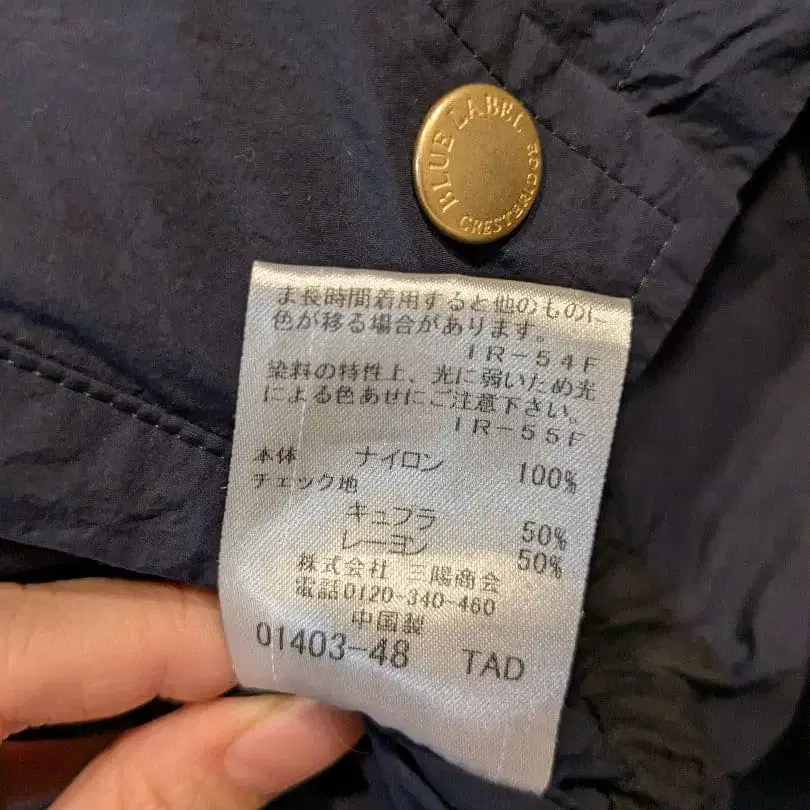 BLUE LABEL
CREST
ま長時間着用すると他のものに
色が移る場合があります。
IR-54F
染料の特性上、光に弱いため光
による色あせにご注意下さい。
IR-55F
本体 ナイロン 100%
チェック地
キュプラ 50%
レーヨン 50%
株式会社 三陽商会
電話0120-340-460
中国製
01403-48 TAD